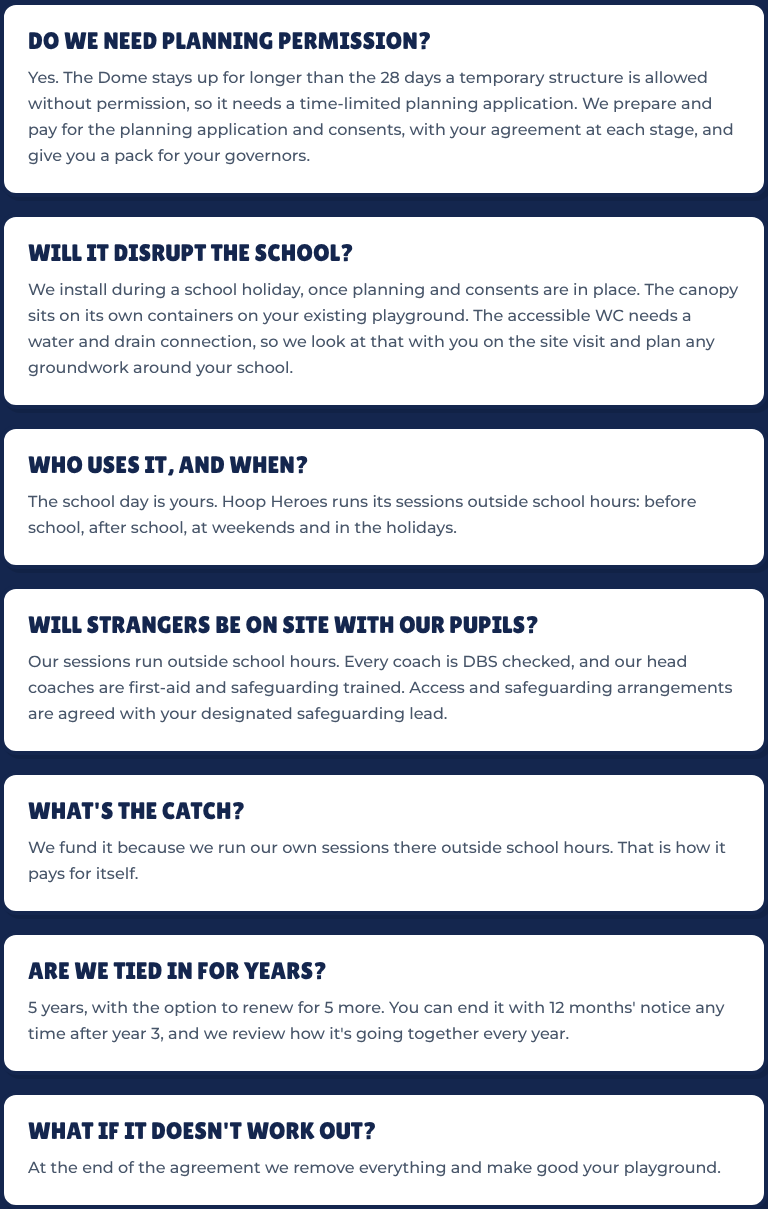 DO WE NEED PLANNING PERMISSION?
Yes. The Dome stays up for longer than the 28 days a temporary structure is allowed
without permission, so it needs a time-limited planning application. We prepare and
pay for the planning application and consents, with your agreement at each stage, and
give you a pack for your governors.
WILL IT DISRUPT THE SCHOOL?
We install during a school holiday, once planning and consents are in place. The canopy
sits on its own containers on your existing playground. The accessible WC needs a
water and drain connection, so we look at that with you on the site visit and plan any
groundwork around your school.
WHO USES IT, AND WHEN?
The school day is yours. Hoop Heroes runs its sessions outside school hours: before
school, after school, at weekends and in the holidays.
WILL STRANGERS BE ON SITE WITH OUR PUPILS?
Our sessions run outside school hours. Every coach is DBS checked, and our head
coaches are first-aid and safeguarding trained. Access and safeguarding arrangements
are agreed with your designated safeguarding lead.
WHAT'S THE CATCH?
We fund it because we run our own sessions there outside school hours. That is how it
pays for itself.
ARE WE TIED IN FOR YEARS?
5 years, with the option to renew for 5 more. You can end it with 12 months' notice any
time after year 3, and we review how it's going together every year.
WHAT IF IT DOESN'T WORK OUT?
At the end of the agreement we remove everything and make good your playground.